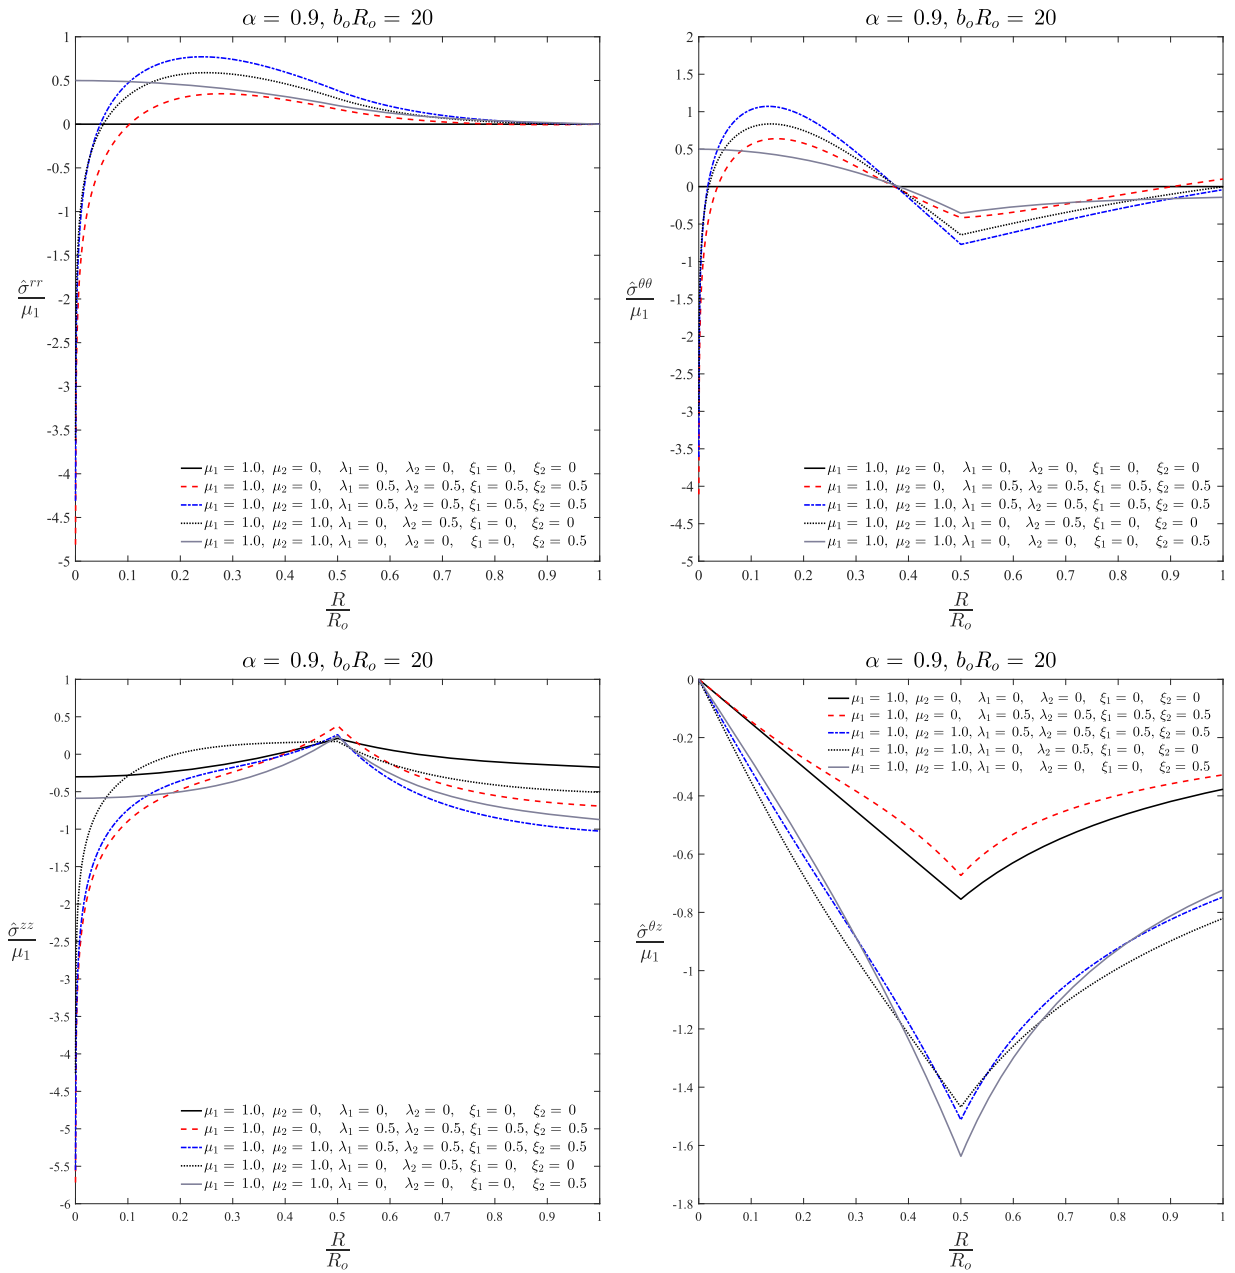 α = 0.9, b_oR_o = 20
1
0.5
0
-0.5
-1
-1.5
-2
-2.5
-3
-3.5
-4
-4.5
-5
σ̂^{rr}
μ₁
μ₁ = 1.0, μ₂ = 0, λ₁ = 0, λ₂ = 0, ξ₁ = 0, ξ₂ = 0
μ₁ = 1.0, μ₂ = 0, λ₁ = 0.5, λ₂ = 0.5, ξ₁ = 0.5, ξ₂ = 0.5
μ₁ = 1.0, μ₂ = 1.0, λ₁ = 0.5, λ₂ = 0.5, ξ₁ = 0.5, ξ₂ = 0.5
μ₁ = 1.0, μ₂ = 1.0, λ₁ = 0, λ₂ = 0.5, ξ₁ = 0, ξ₂ = 0
μ₁ = 1.0, μ₂ = 1.0, λ₁ = 0, λ₂ = 0, ξ₁ = 0, ξ₂ = 0.5
0 0.1 0.2 0.3 0.4 0.5 0.6 0.7 0.8 0.9 1
R
R_o
α = 0.9, b_oR_o = 20
2
1.5
1
0.5
0
-0.5
-1
-1.5
-2
-2.5
-3
-3.5
-4
-4.5
-5
σ̂^{θθ}
μ₁
μ₁ = 1.0, μ₂ = 0, λ₁ = 0, λ₂ = 0, ξ₁ = 0, ξ₂ = 0
μ₁ = 1.0, μ₂ = 0, λ₁ = 0.5, λ₂ = 0.5, ξ₁ = 0.5, ξ₂ = 0.5
μ₁ = 1.0, μ₂ = 1.0, λ₁ = 0.5, λ₂ = 0.5, ξ₁ = 0.5, ξ₂ = 0.5
μ₁ = 1.0, μ₂ = 1.0, λ₁ = 0, λ₂ = 0.5, ξ₁ = 0, ξ₂ = 0
μ₁ = 1.0, μ₂ = 1.0, λ₁ = 0, λ₂ = 0, ξ₁ = 0, ξ₂ = 0.5
0 0.1 0.2 0.3 0.4 0.5 0.6 0.7 0.8 0.9 1
R
R_o
α = 0.9, b_oR_o = 20
1
0.5
0
-0.5
-1
-1.5
-2
-2.5
-3
-3.5
-4
-4.5
-5
-5.5
-6
σ̂^{zz}
μ₁
μ₁ = 1.0, μ₂ = 0, λ₁ = 0, λ₂ = 0, ξ₁ = 0, ξ₂ = 0
μ₁ = 1.0, μ₂ = 0, λ₁ = 0.5, λ₂ = 0.5, ξ₁ = 0.5, ξ₂ = 0.5
μ₁ = 1.0, μ₂ = 1.0, λ₁ = 0.5, λ₂ = 0.5, ξ₁ = 0.5, ξ₂ = 0.5
μ₁ = 1.0, μ₂ = 1.0, λ₁ = 0, λ₂ = 0.5, ξ₁ = 0, ξ₂ = 0
μ₁ = 1.0, μ₂ = 1.0, λ₁ = 0, λ₂ = 0, ξ₁ = 0, ξ₂ = 0.5
0 0.1 0.2 0.3 0.4 0.5 0.6 0.7 0.8 0.9 1
R
R_o
α = 0.9, b_oR_o = 20
μ₁ = 1.0, μ₂ = 0, λ₁ = 0, λ₂ = 0, ξ₁ = 0, ξ₂ = 0
μ₁ = 1.0, μ₂ = 0, λ₁ = 0.5, λ₂ = 0.5, ξ₁ = 0.5, ξ₂ = 0.5
μ₁ = 1.0, μ₂ = 1.0, λ₁ = 0.5, λ₂ = 0.5, ξ₁ = 0.5, ξ₂ = 0.5
μ₁ = 1.0, μ₂ = 1.0, λ₁ = 0, λ₂ = 0.5, ξ₁ = 0, ξ₂ = 0
μ₁ = 1.0, μ₂ = 1.0, λ₁ = 0, λ₂ = 0, ξ₁ = 0, ξ₂ = 0.5
0
-0.2
-0.4
-0.6
-0.8
-1
-1.2
-1.4
-1.6
-1.8
σ̂^{θz}
μ₁
0 0.1 0.2 0.3 0.4 0.5 0.6 0.7 0.8 0.9 1
R
R_o